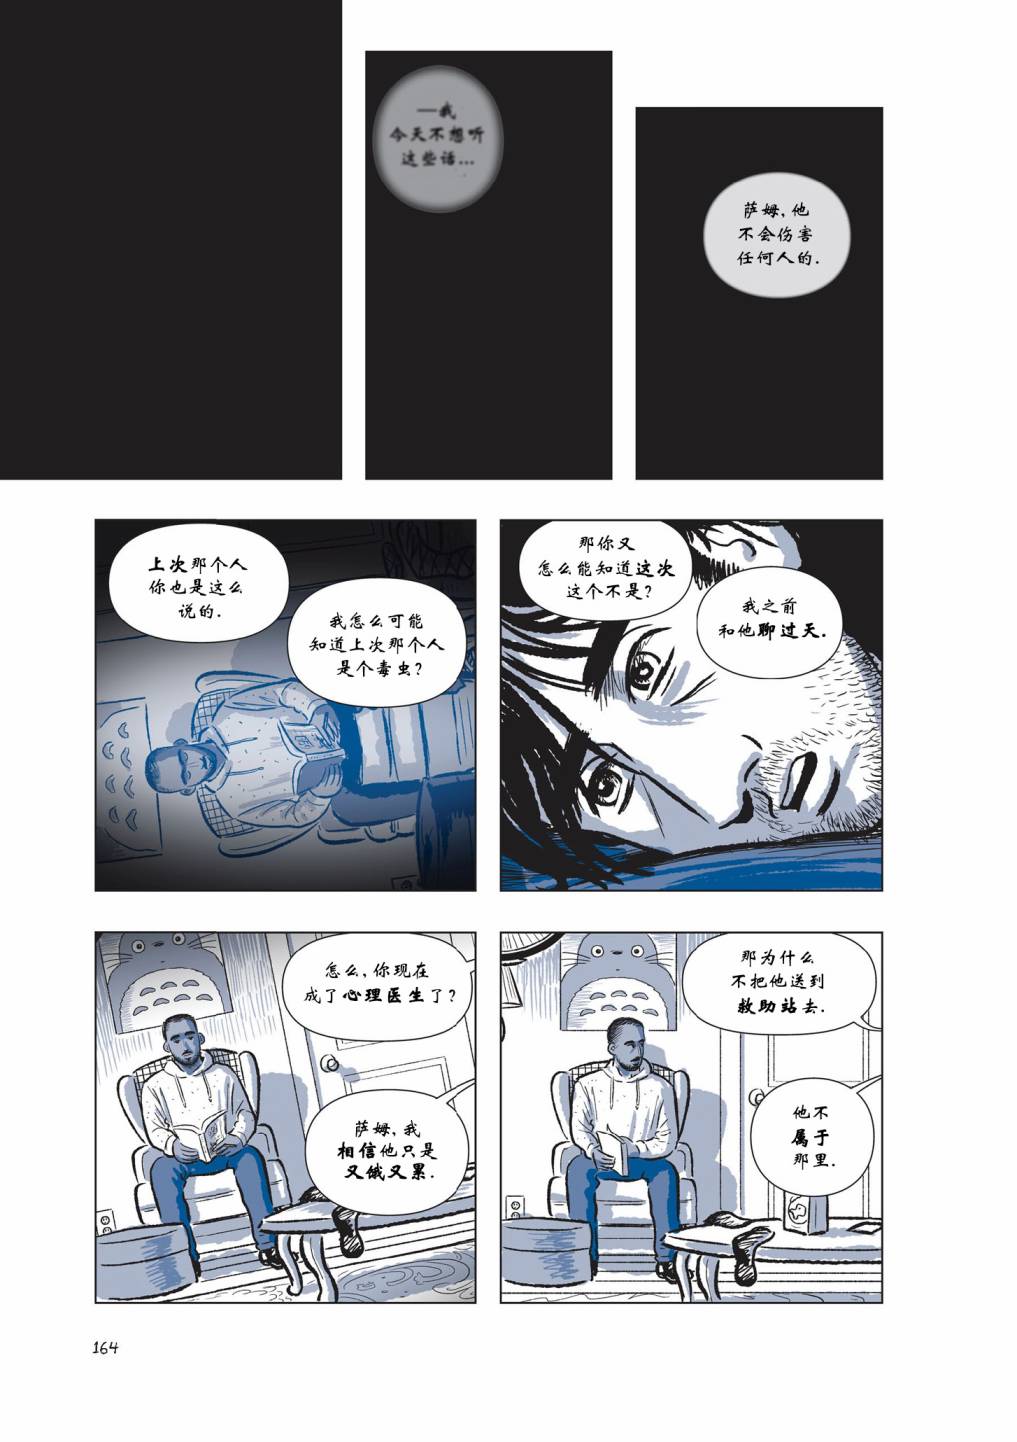 一我
今天不想听
这些话...
萨姆,他
不会伤害
任何人的.
上次那个人
你也是这么
说的.
我怎么可能
知道上次那个人
是个毒虫?
那你又
怎么能知道这次
这个不是?
我之前
和他聊过天.
怎么,你现在
成了心理医生了?
萨姆,我
相信他只是
又饿又累.
那为什么
不把他送到
救助站去.
他不
属于
那里.
164